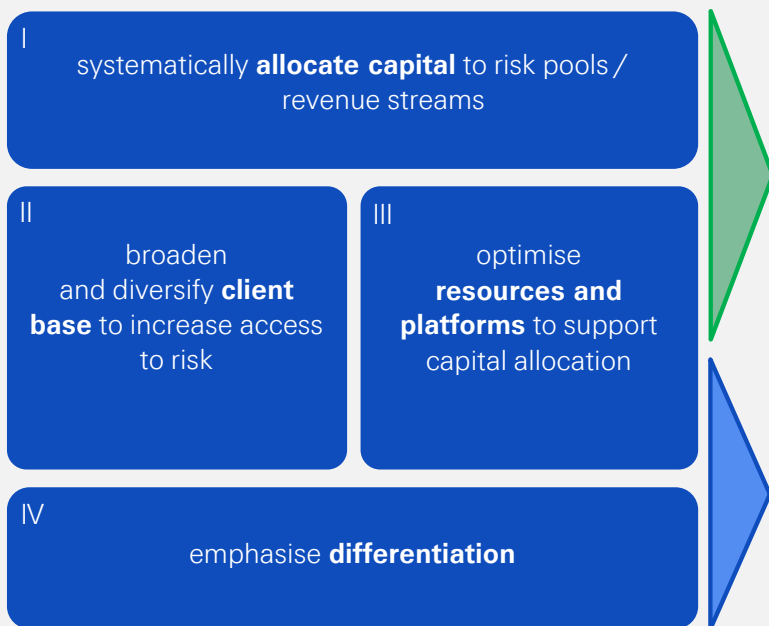 I
systematically allocate capital to risk pools /
revenue streams
II
broaden
and diversify client
base to increase access
to risk
III
optimise
resources and
platforms to support
capital allocation
IV
emphasise differentiation